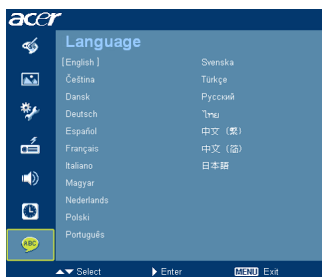 acer
Language
[English ]
Čeština
Dansk
Deutsch
Español
Français
Italiano
Magyar
Nederlands
Polski
Português
Svenska
Türkçe
Русский
ไทย
中文 (繁)
中文 (简)
日本語
ABC
▲▼ Select
▶ Enter
MENU Exit